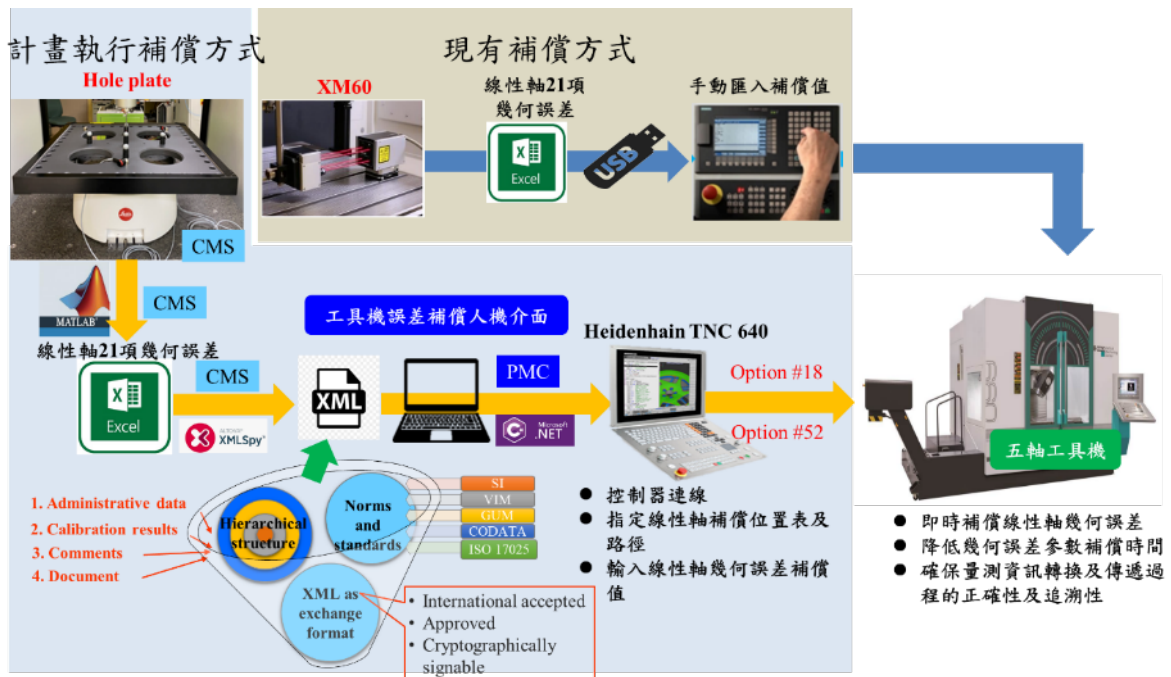 計畫執行補償方式
Hole plate
CMS
現有補償方式
XM60
線性軸21項
幾何誤差
Excel
USB
手動匯入補償值
MATLAB
CMS
線性軸21項幾何誤差
Excel
CMS
XMLSpy
工具機誤差補償人機介面
XML
PMC
Microsoft
.NET
Heidenhain TNC 640
Option #18
Option #52
五軸工具機
1. Administrative data
2. Calibration results
3. Comments
4. Document
Hierarchical
structure
Norms
and
standards
SI
VIM
GUM
CODATA
ISO 17025
XML as
exchange
format
• International accepted
• Approved
• Cryptographically
signable
● 控制器連線
● 指定線性軸補償位置表及
路徑
● 輸入線性軸幾何誤差補償
值
● 即時補償線性軸幾何誤差
● 降低幾何誤差參數補償時間
● 確保量測資訊轉換及傳遞過
程的正確性及追溯性